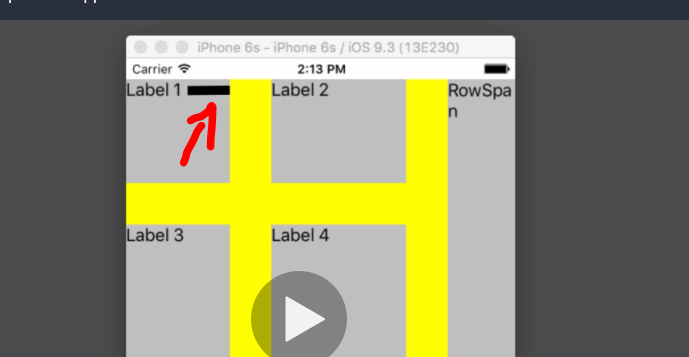 iPhone 6s - iPhone 6s / iOS 9.3 (13E230)
Carrier 2:13 PM
Label 1 Label 2 RowSpa
n
Label 3 Label 4